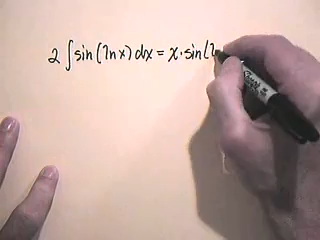 2 ∫ sin(ln x) dx = x · sin(l